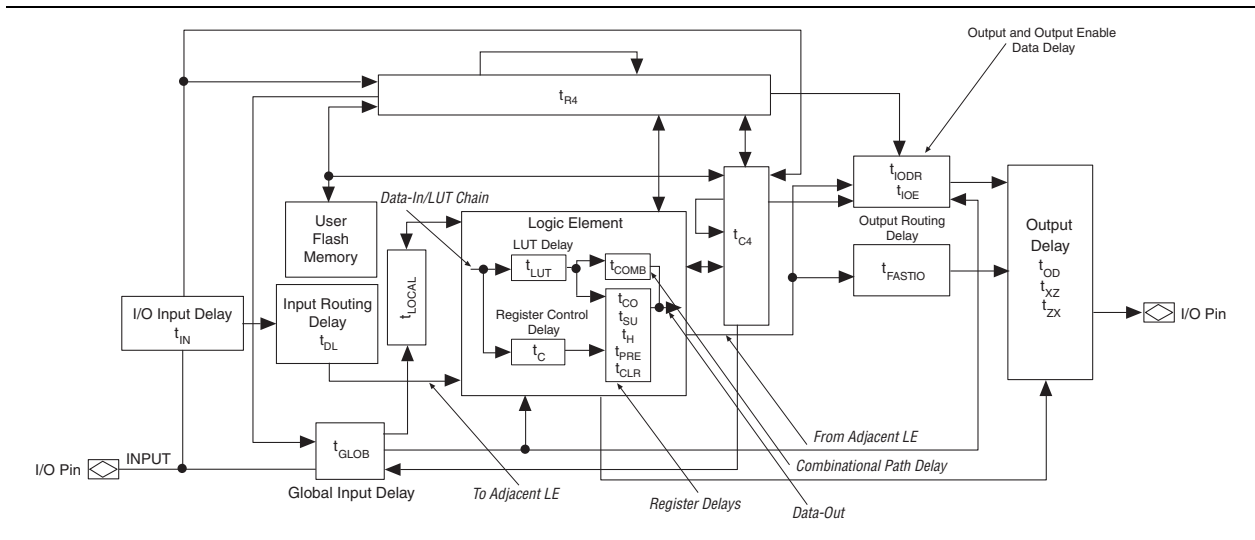 Output and Output Enable
Data Delay
tR4
tIODR
tIOE
Data-In/LUT Chain
User
Flash
Memory
Logic Element
LUT Delay
tLUT
tCOMB
tC4
Output Routing
Delay
tFASTIO
Output
Delay
tOD
tXZ
tZX
I/O Pin
I/O Input Delay
tIN
Input Routing
Delay
tDL
tLOCAL
Register Control
Delay
tC
tCO
tSU
tH
tPRE
tCLR
From Adjacent LE
Combinational Path Delay
I/O Pin
INPUT
tGLOB
Global Input Delay
To Adjacent LE
Register Delays
Data-Out